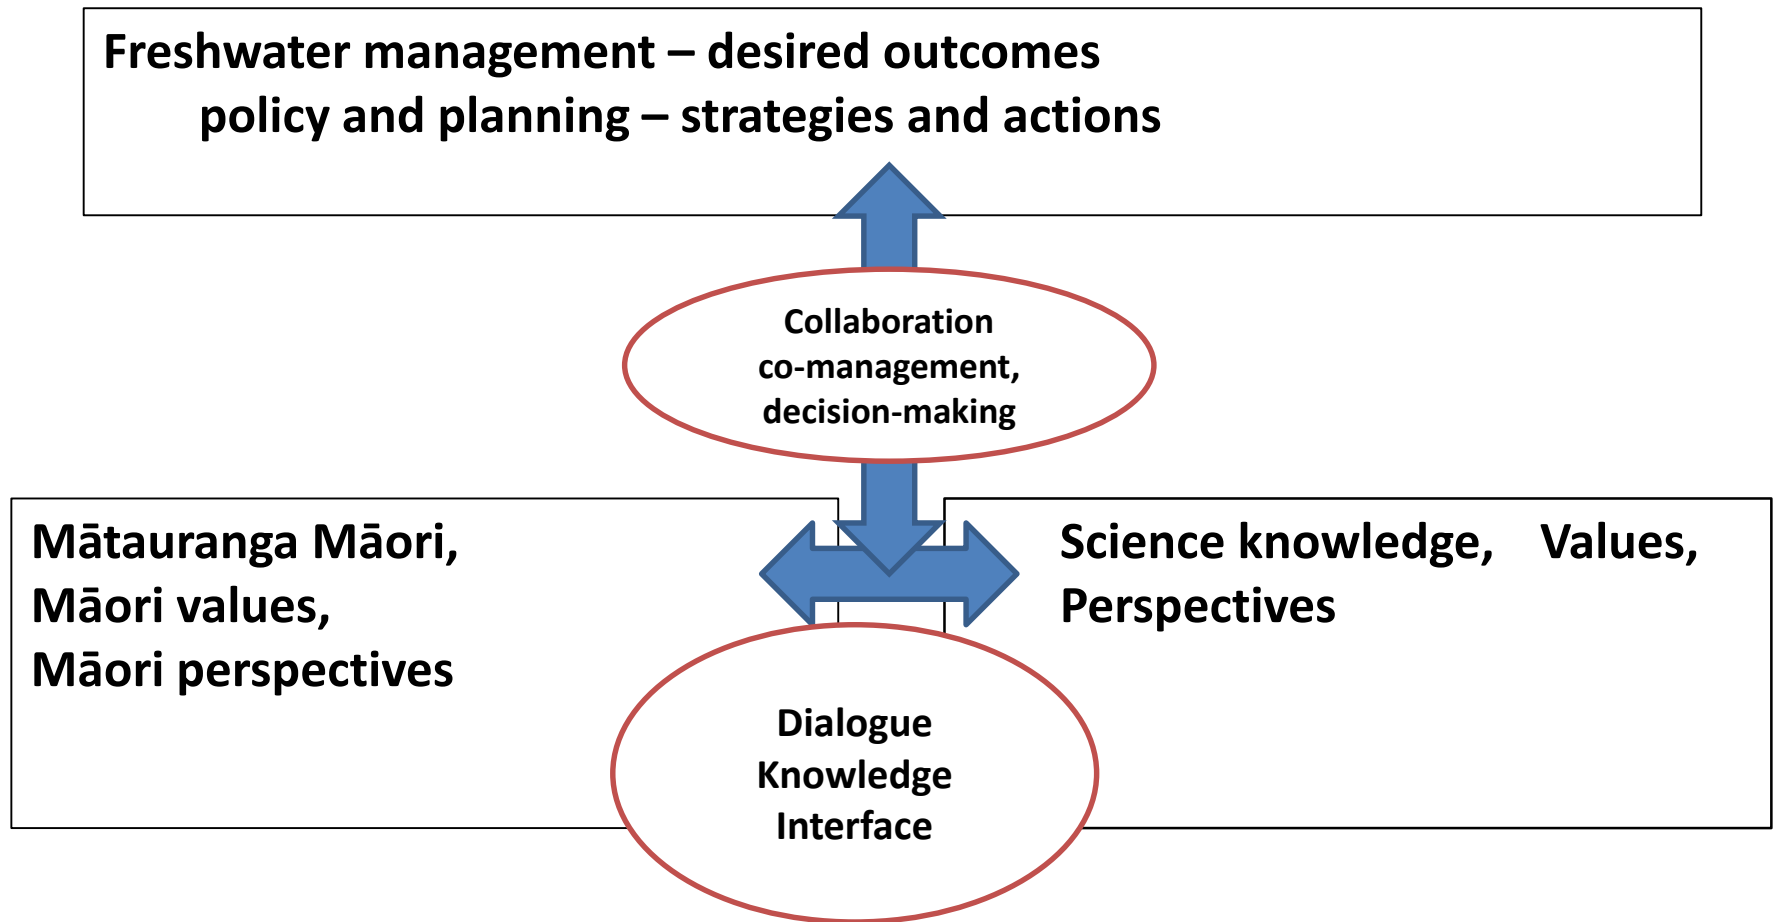 Freshwater management – desired outcomes
policy and planning – strategies and actions
Collaboration
co-management,
decision-making
Mātauranga Māori,
Māori values,
Māori perspectives
Science knowledge, Values,
Perspectives
Dialogue
Knowledge
Interface